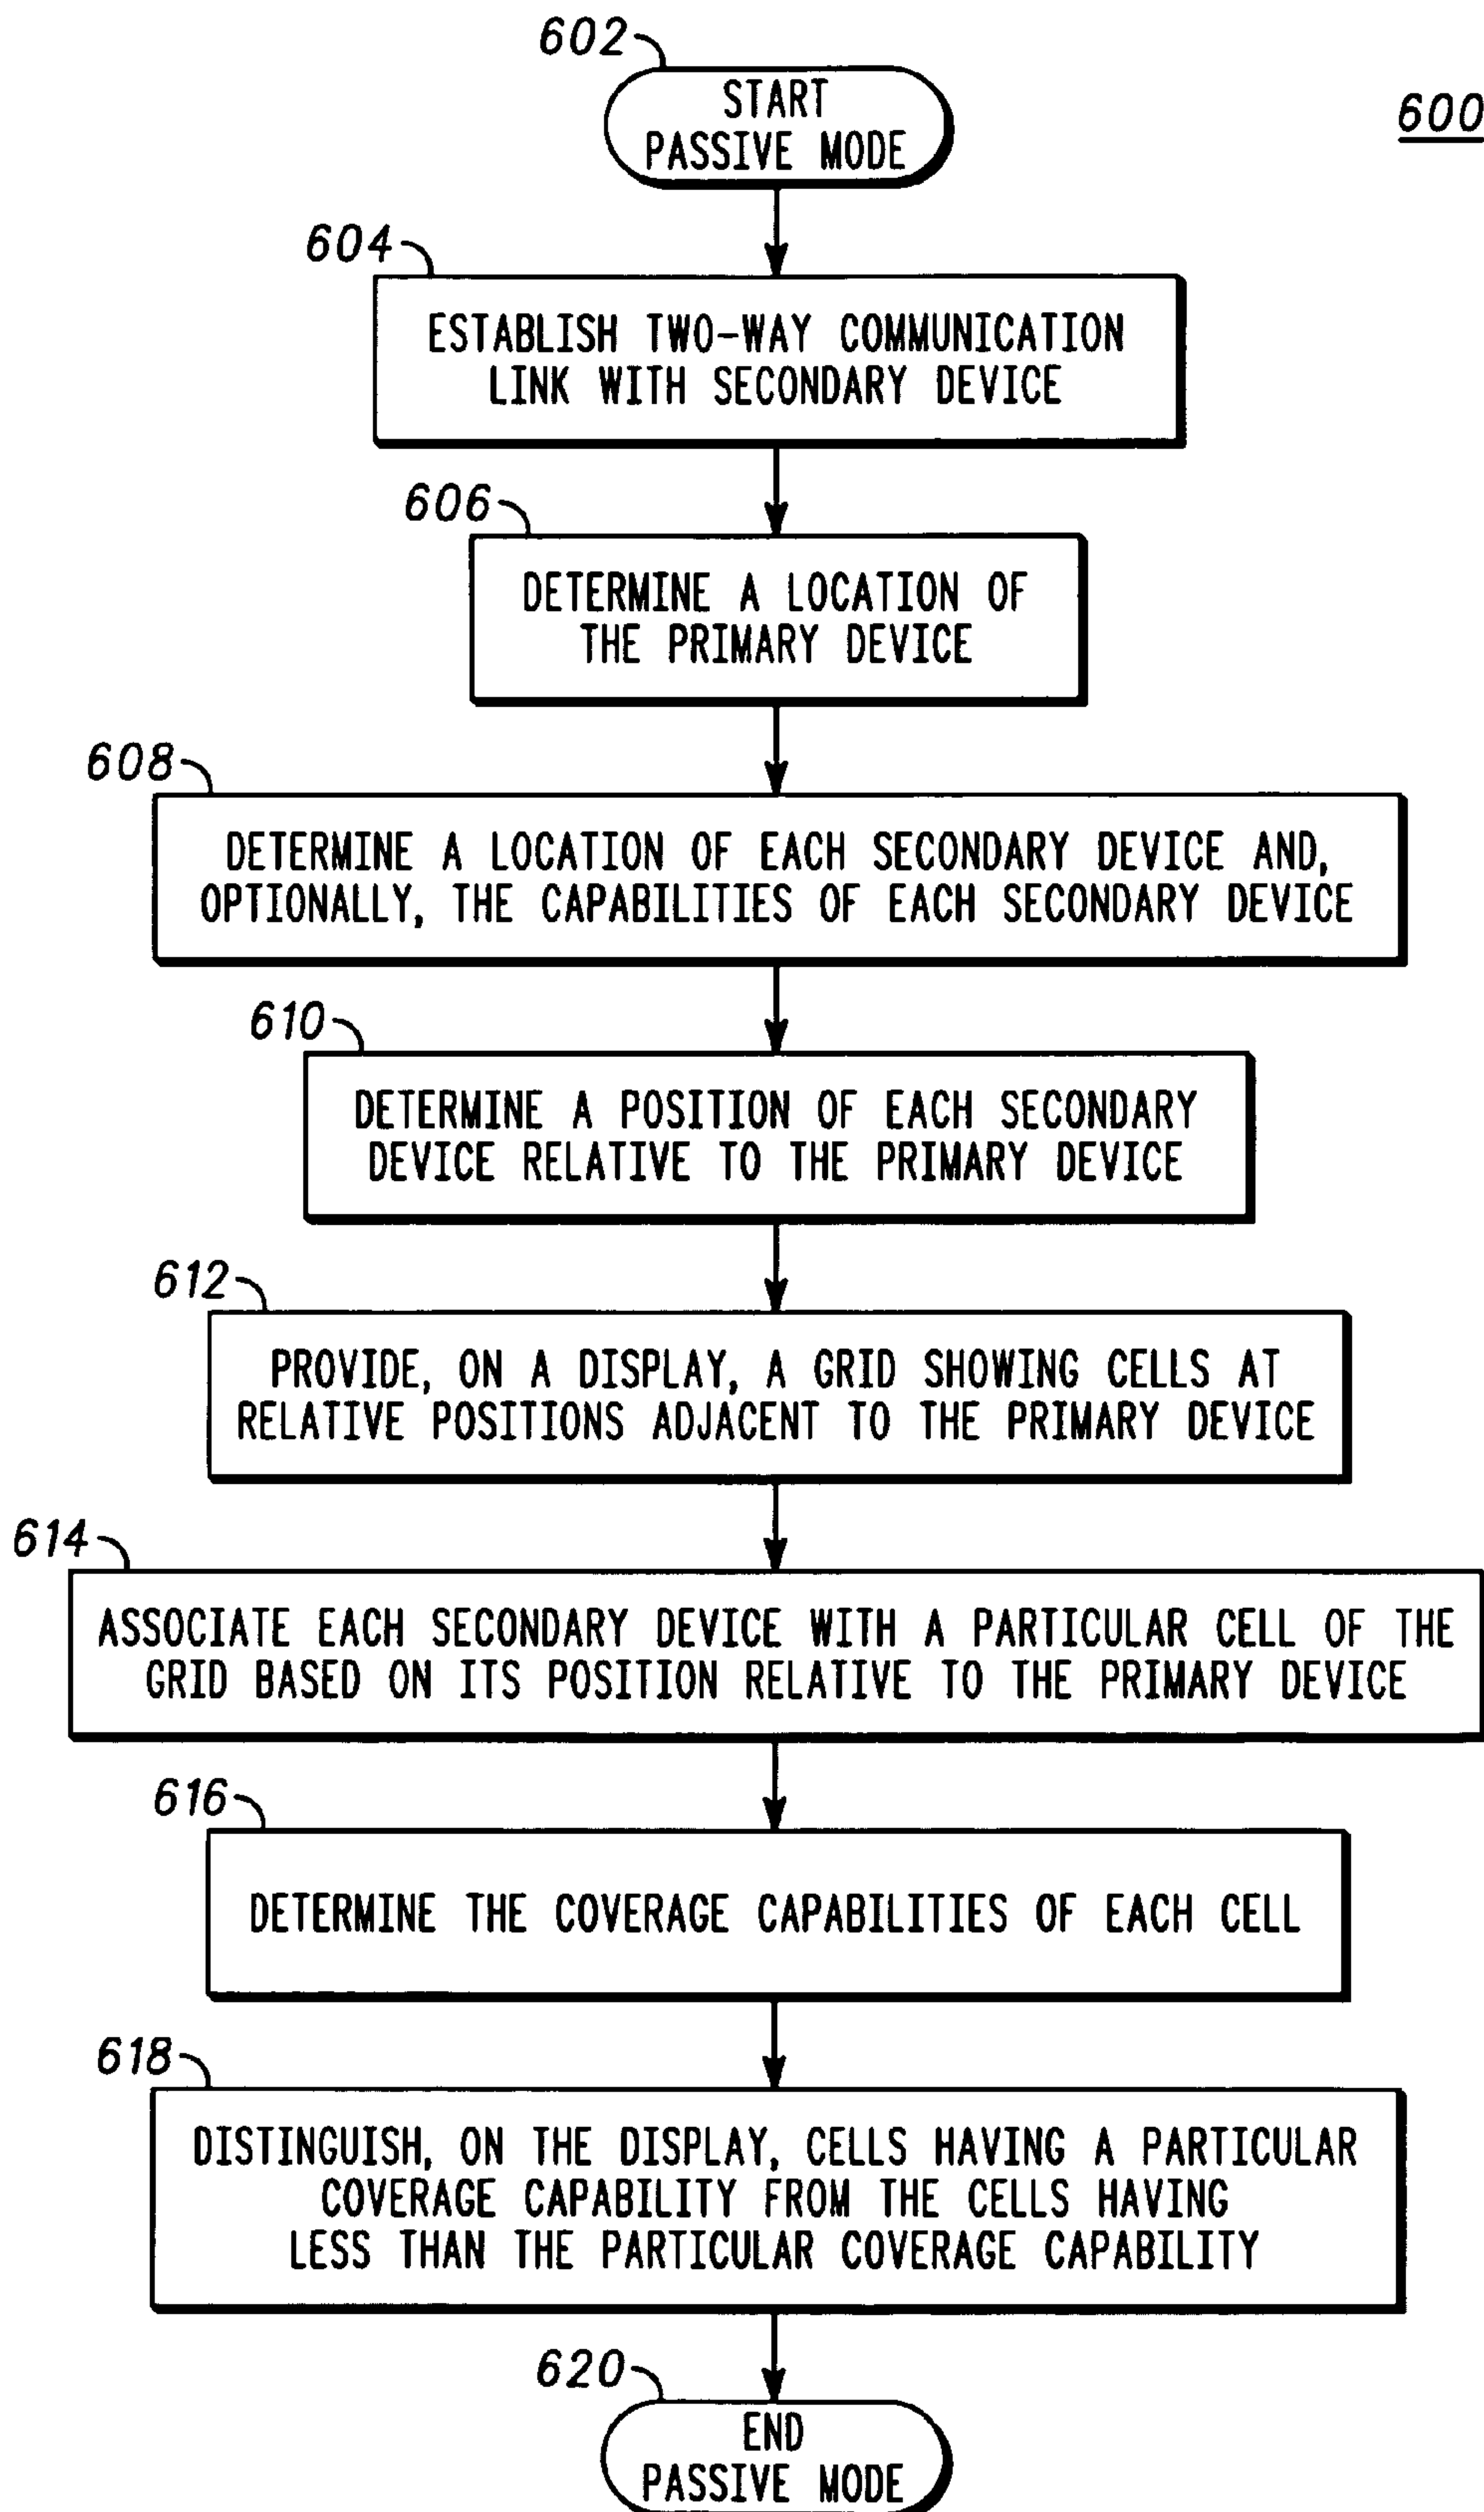 602
START
PASSIVE MODE
600
604
ESTABLISH TWO-WAY COMMUNICATION
LINK WITH SECONDARY DEVICE
606
DETERMINE A LOCATION OF
THE PRIMARY DEVICE
608
DETERMINE A LOCATION OF EACH SECONDARY DEVICE AND,
OPTIONALLY, THE CAPABILITIES OF EACH SECONDARY DEVICE
610
DETERMINE A POSITION OF EACH SECONDARY
DEVICE RELATIVE TO THE PRIMARY DEVICE
612
PROVIDE, ON A DISPLAY, A GRID SHOWING CELLS AT
RELATIVE POSITIONS ADJACENT TO THE PRIMARY DEVICE
614
ASSOCIATE EACH SECONDARY DEVICE WITH A PARTICULAR CELL OF THE
GRID BASED ON ITS POSITION RELATIVE TO THE PRIMARY DEVICE
616
DETERMINE THE COVERAGE CAPABILITIES OF EACH CELL
618
DISTINGUISH, ON THE DISPLAY, CELLS HAVING A PARTICULAR
COVERAGE CAPABILITY FROM THE CELLS HAVING
LESS THAN THE PARTICULAR COVERAGE CAPABILITY
620
END
PASSIVE MODE